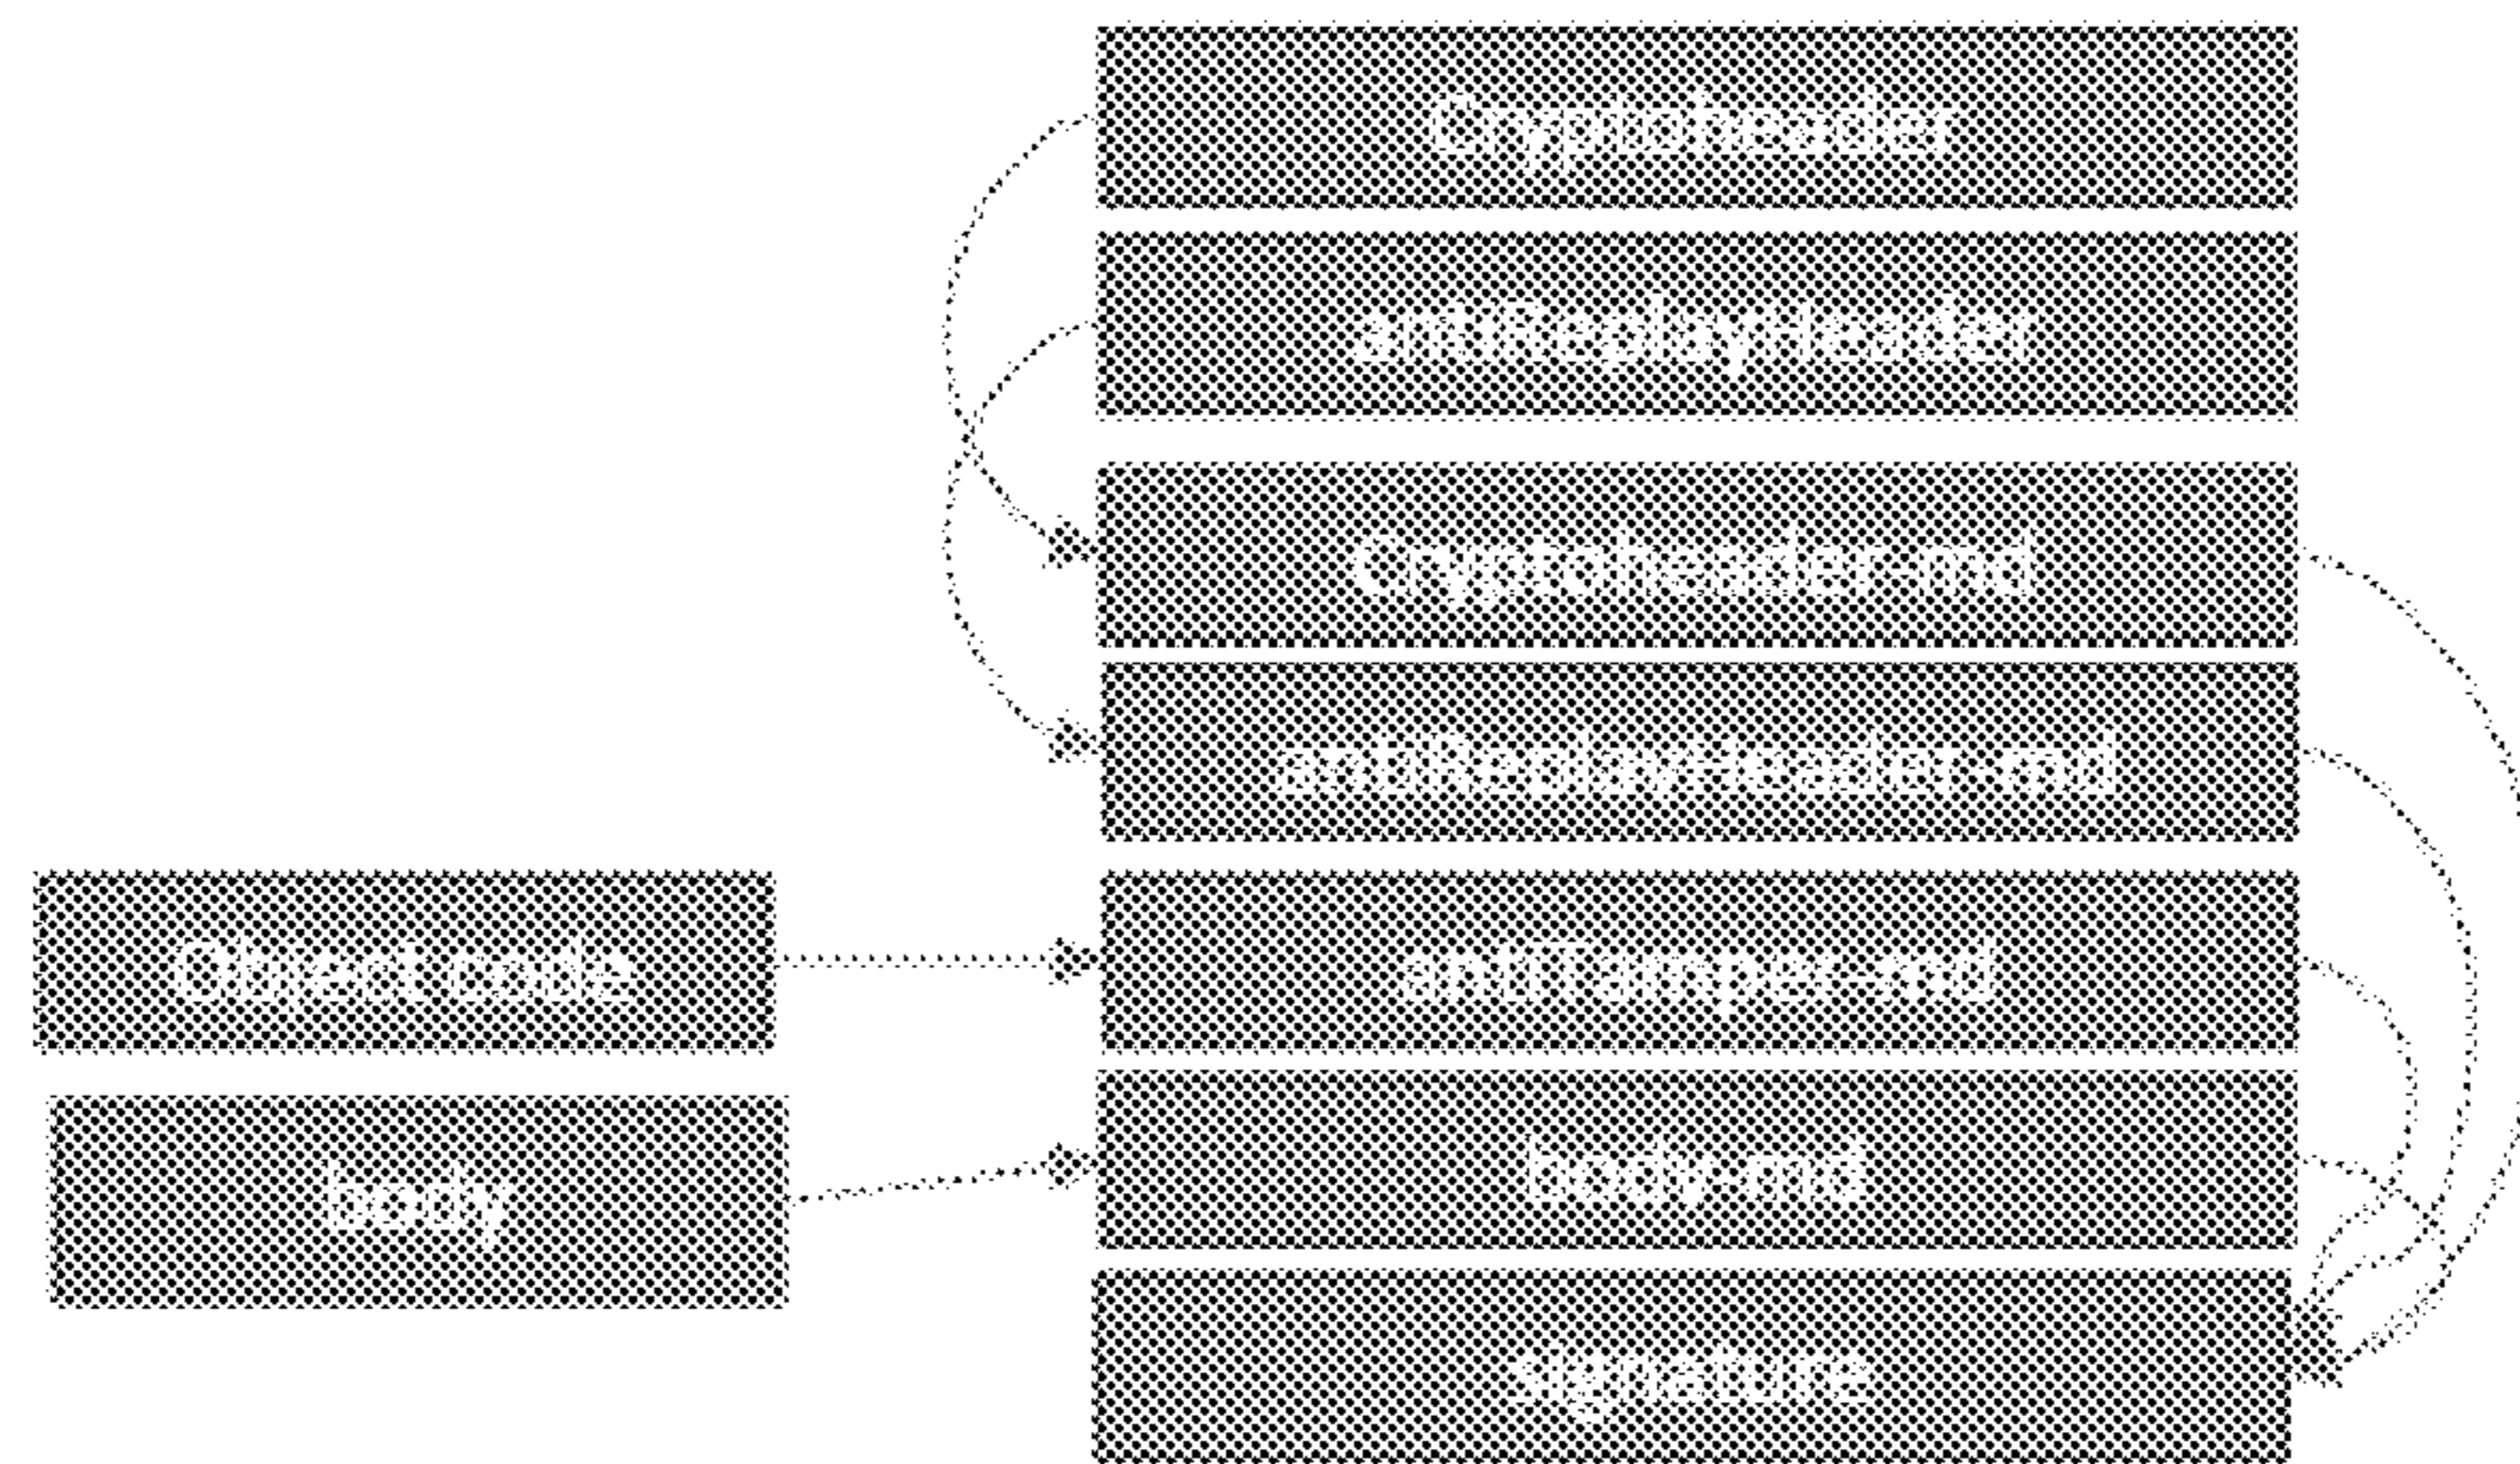 Cryptoheader
antiReplayHeader
Cryptoheader-md
antiReplayHeader-md
Object code
antiTamper-md
body
body-md
signature